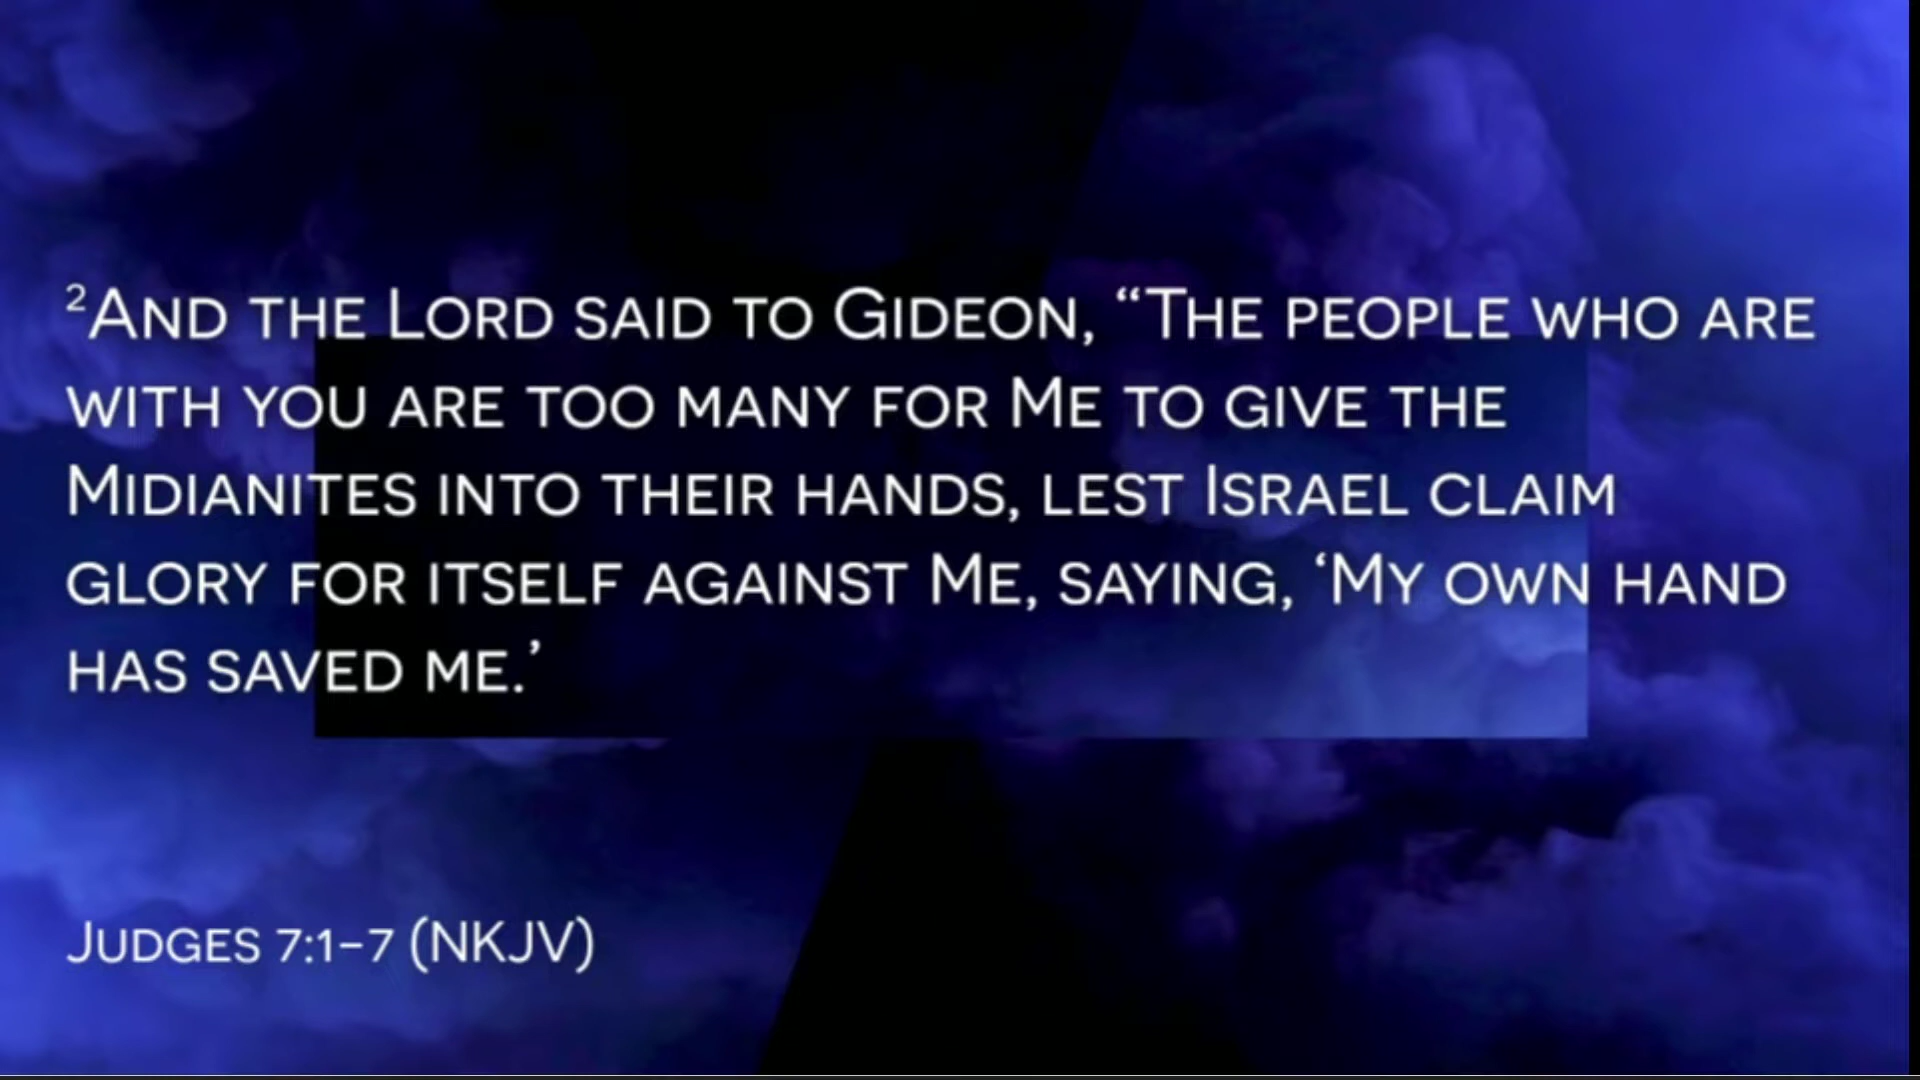 ²And the Lord said to Gideon, “The people who are
with you are too many for Me to give the
Midianites into their hands, lest Israel claim
glory for itself against Me, saying, ‘My own hand
has saved me.’
Judges 7:1–7 (NKJV)